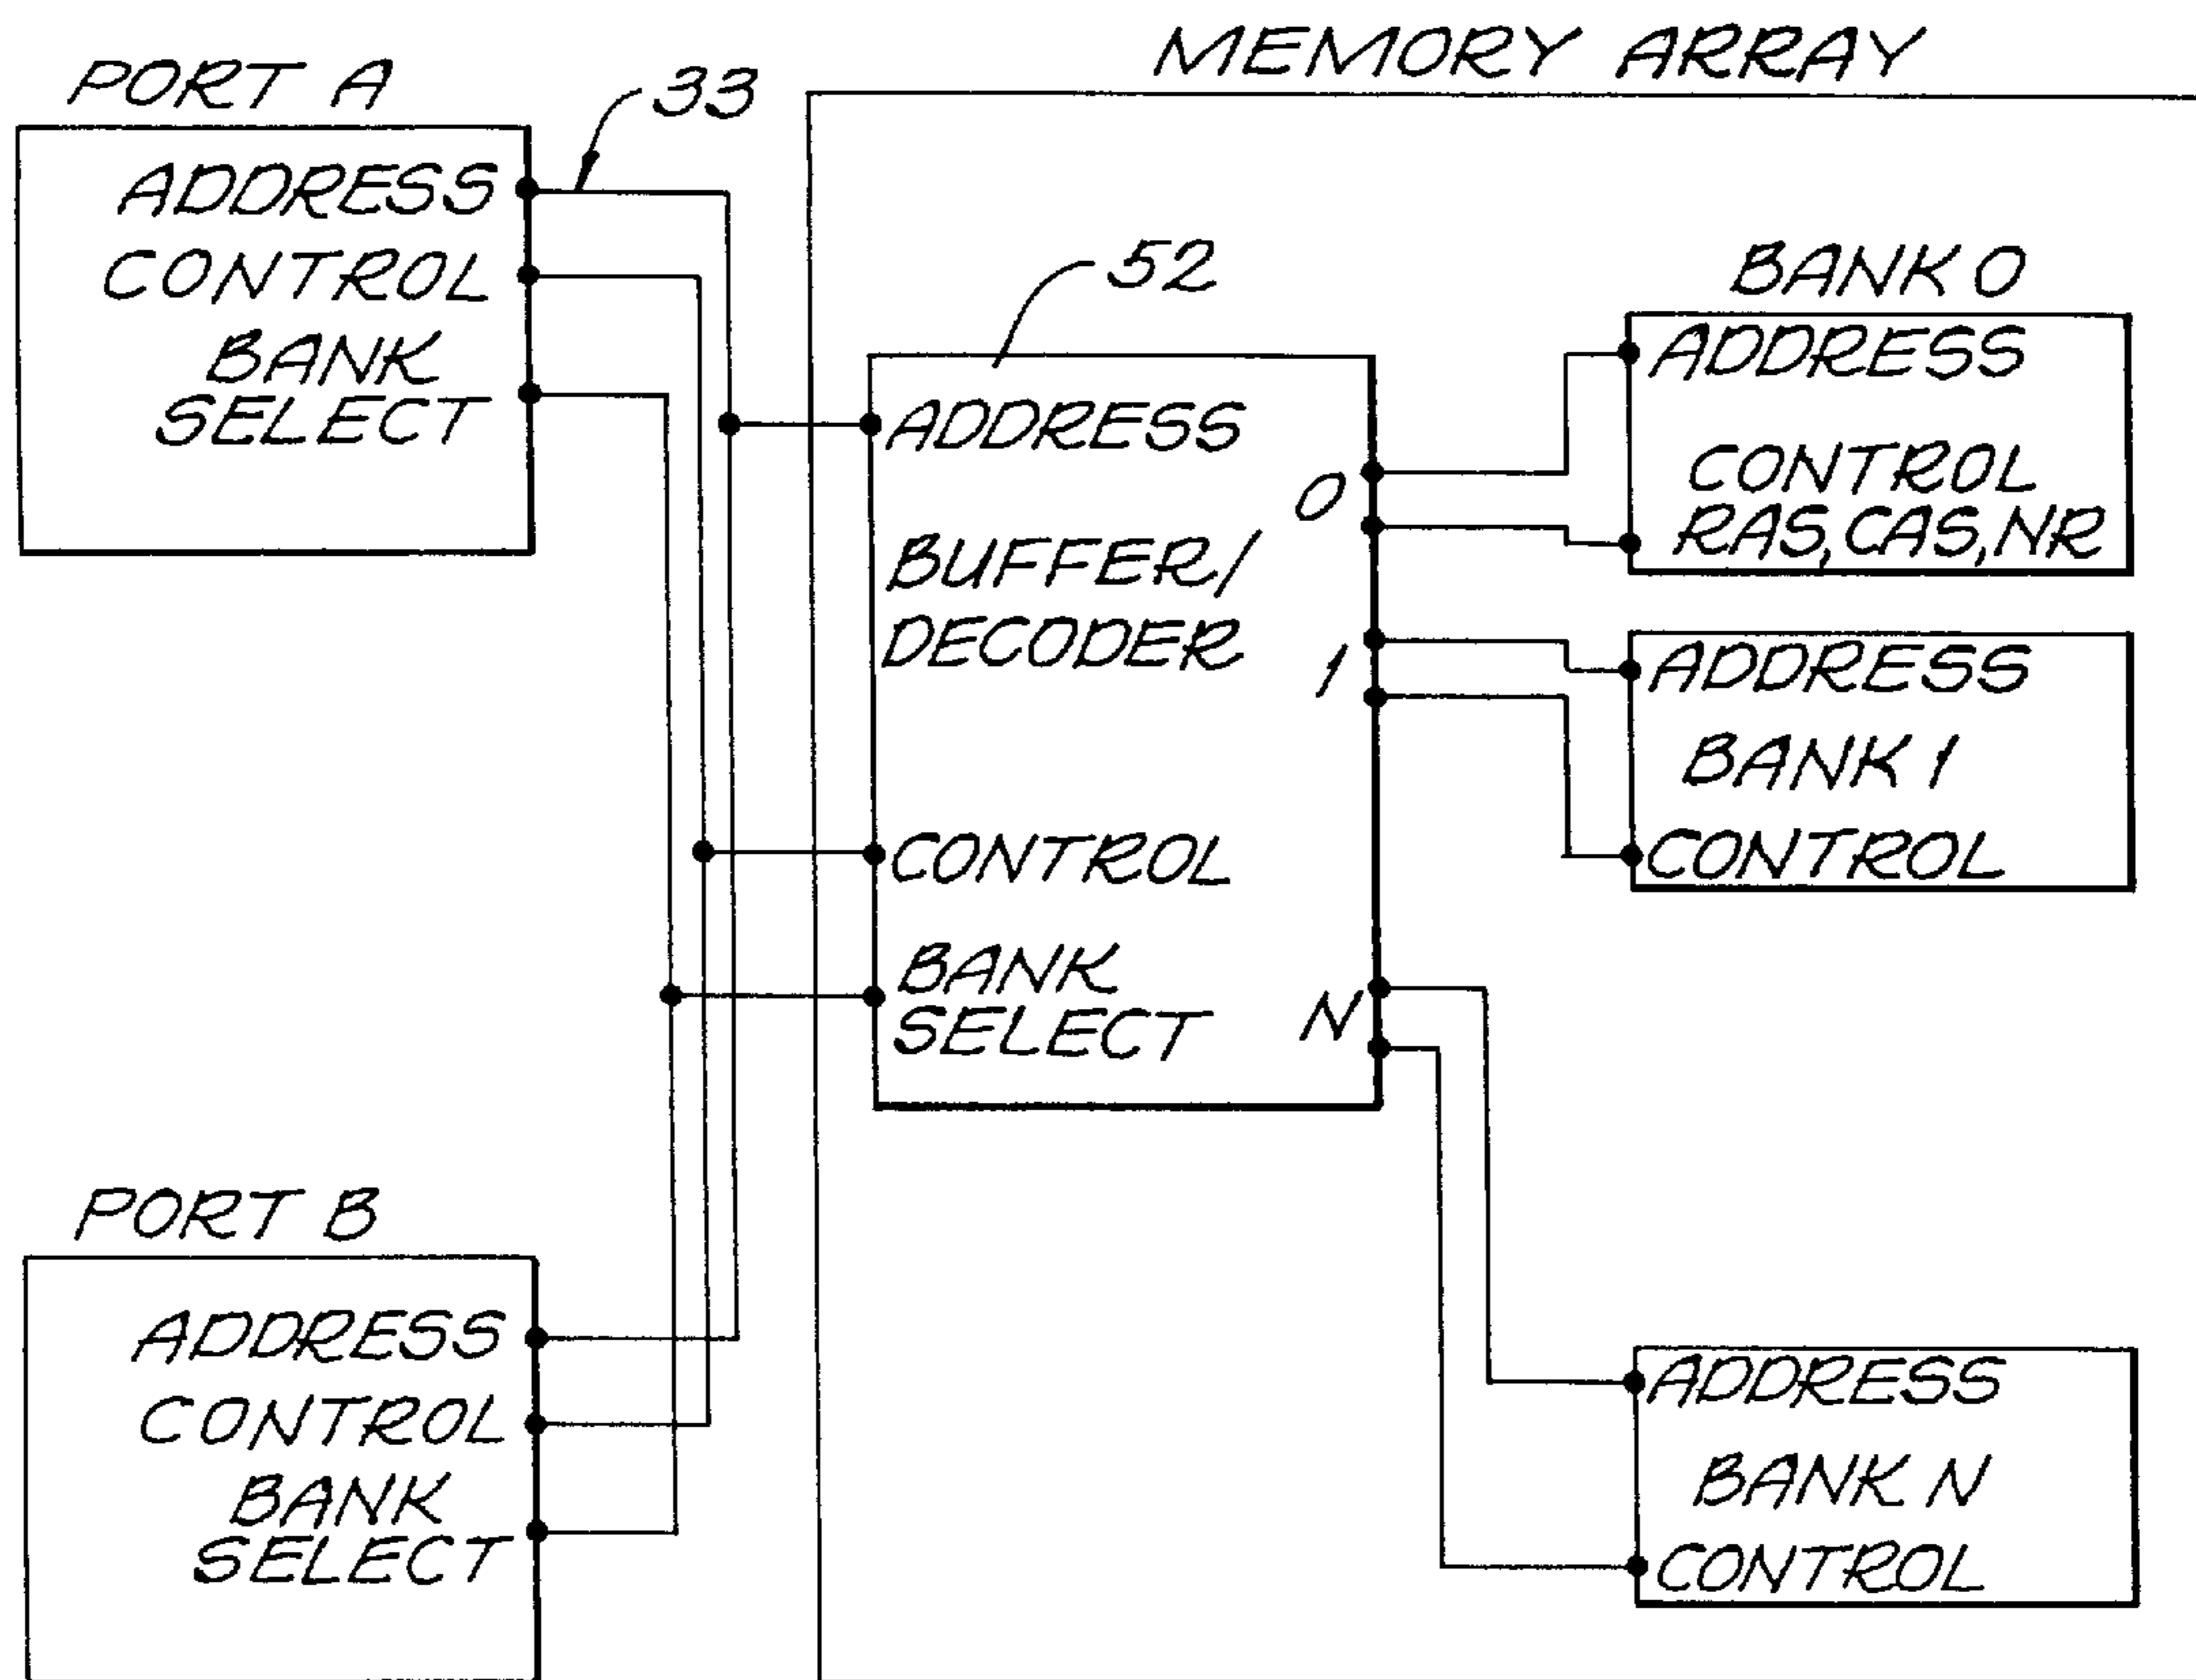 MEMORY ARRAY
PORT A
33
ADDRESS
CONTROL
BANK
SELECT
52
ADDRESS
BUFFER/
DECODER
CONTROL
BANK
SELECT
0
1
N
BANK 0
ADDRESS
CONTROL
RAS, CAS, NR
ADDRESS
BANK 1
CONTROL
PORT B
ADDRESS
CONTROL
BANK
SELECT
ADDRESS
BANK N
CONTROL